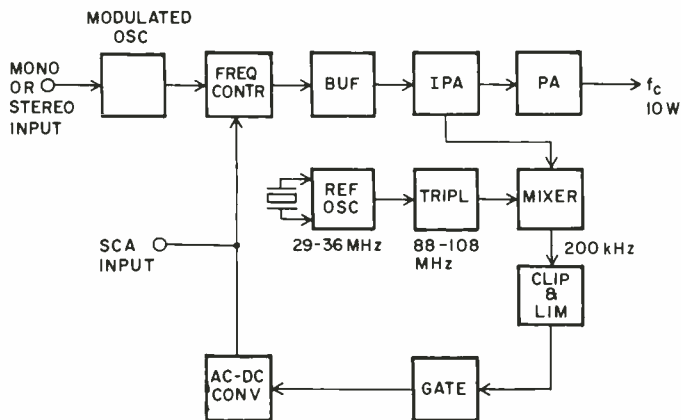 MODULATED
OSC
MONO
OR
STEREO
INPUT
FREQ
CONTR
BUF
IPA
PA
fc
10W
REF
OSC
29-36 MHz
TRIPL
88-108
MHz
MIXER
200 kHz
SCA
INPUT
CLIP
&
LIM
AC-DC
CONV
GATE